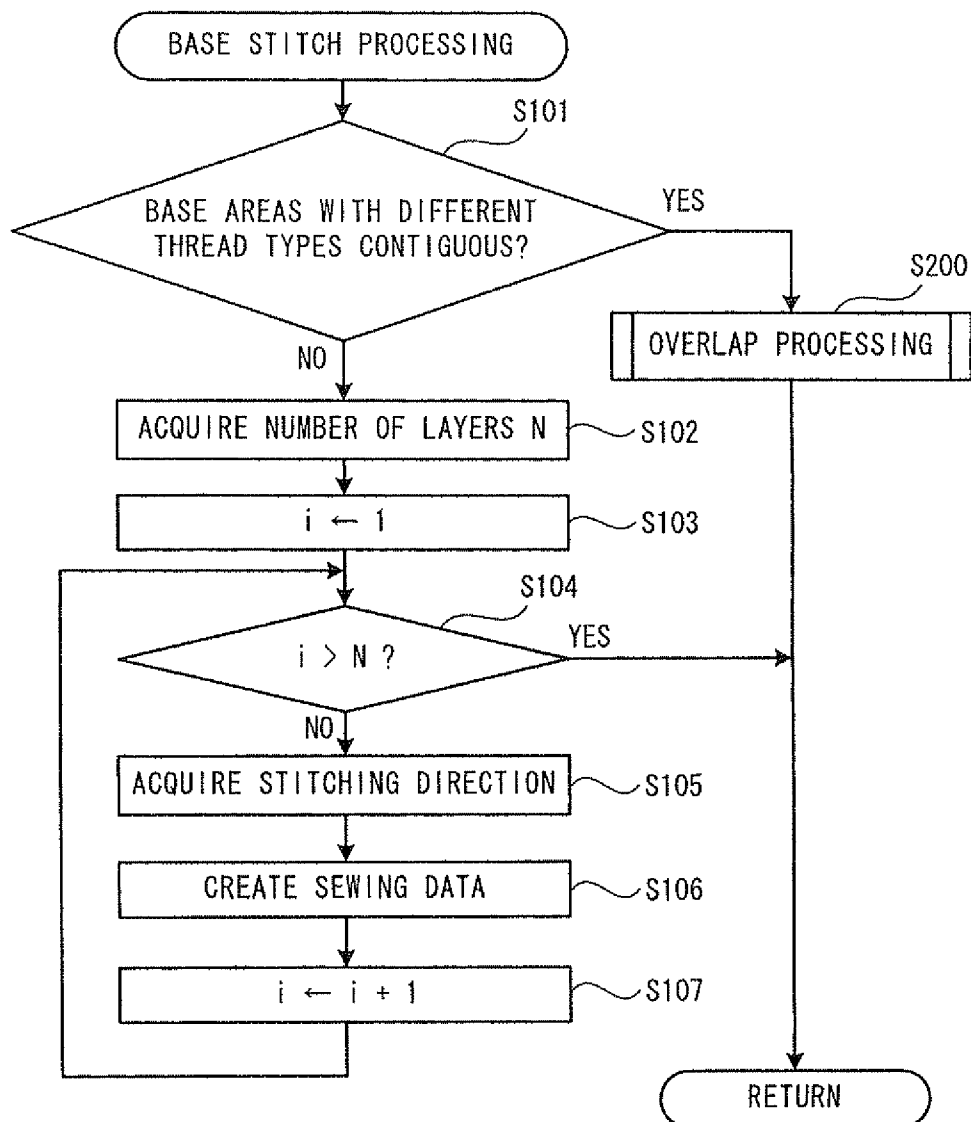 BASE STITCH PROCESSING
S101
BASE AREAS WITH DIFFERENT
THREAD TYPES CONTIGUOUS?
YES
S200
OVERLAP PROCESSING
NO
ACQUIRE NUMBER OF LAYERS N
S102
i ← 1
S103
S104
i > N ?
YES
NO
ACQUIRE STITCHING DIRECTION
S105
CREATE SEWING DATA
S106
i ← i + 1
S107
RETURN